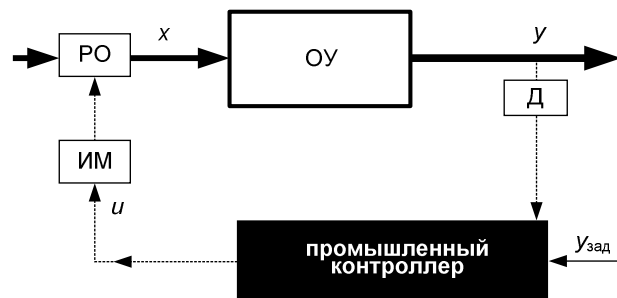 x
y
РО
ОУ
Д
ИМ
u
промышленный
контроллер
yзад